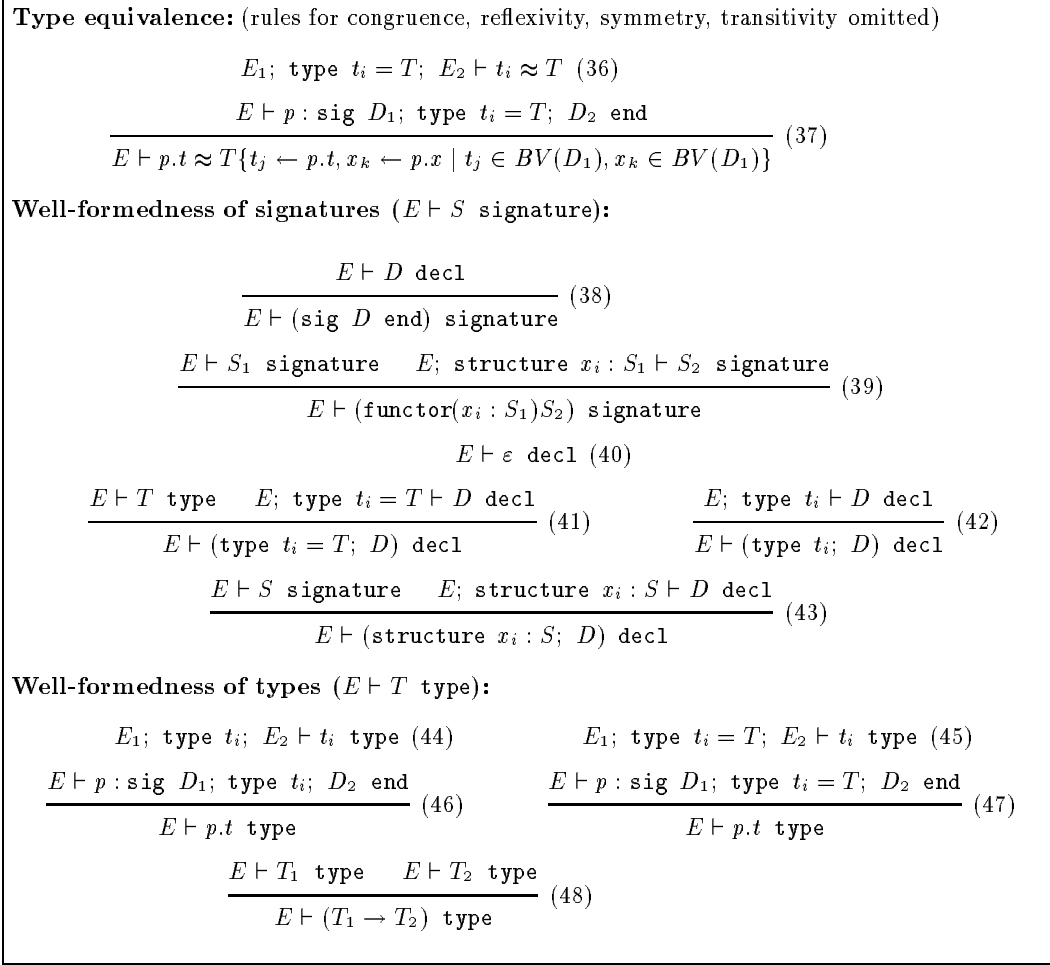 Type equivalence: (rules for congruence, reflexivity, symmetry, transitivity omitted)
E₁; type tᵢ = T; E₂ ⊢ tᵢ ≈ T (36)
E ⊢ p : sig D₁; type tᵢ = T; D₂ end
E ⊢ p.t ≈ T{tⱼ ← p.t, xₖ ← p.x | tⱼ ∈ BV(D₁), xₖ ∈ BV(D₁)} (37)
Well-formedness of signatures (E ⊢ S signature):
E ⊢ D decl
E ⊢ (sig D end) signature (38)
E ⊢ S₁ signature E; structure xᵢ : S₁ ⊢ S₂ signature
E ⊢ (functor(xᵢ : S₁)S₂) signature (39)
E ⊢ ε decl (40)
E ⊢ T type E; type tᵢ = T ⊢ D decl
E ⊢ (type tᵢ = T; D) decl (41)
E; type tᵢ ⊢ D decl
E ⊢ (type tᵢ; D) decl (42)
E ⊢ S signature E; structure xᵢ : S ⊢ D decl
E ⊢ (structure xᵢ : S; D) decl (43)
Well-formedness of types (E ⊢ T type):
E₁; type tᵢ; E₂ ⊢ tᵢ type (44) E₁; type tᵢ = T; E₂ ⊢ tᵢ type (45)
E ⊢ p : sig D₁; type tᵢ; D₂ end
E ⊢ p.t type (46)
E ⊢ p : sig D₁; type tᵢ = T; D₂ end
E ⊢ p.t type (47)
E ⊢ T₁ type E ⊢ T₂ type
E ⊢ (T₁ → T₂) type (48)